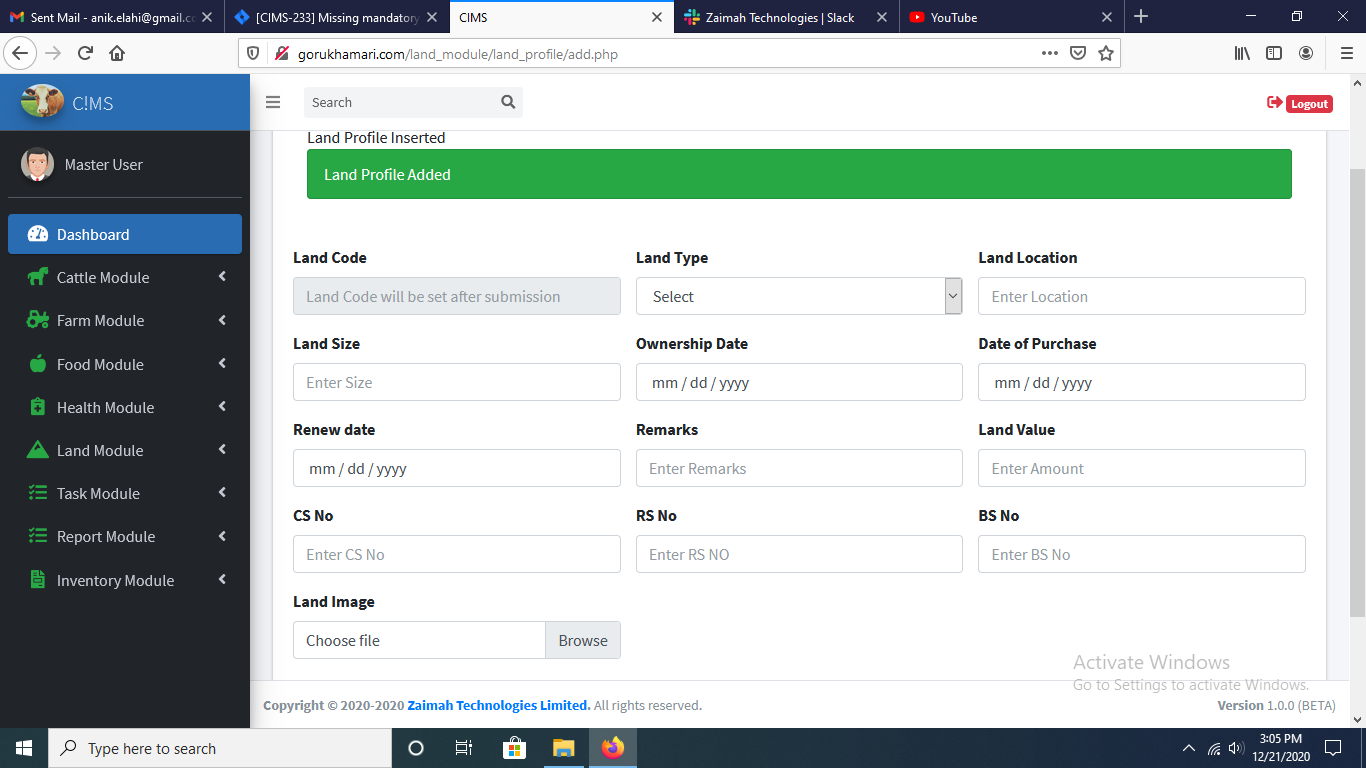 Sent Mail - anik.elahi@gmail.co
[CIMS-233] Missing mandatory
CIMS
Zaimah Technologies | Slack
YouTube
gorukhamari.com/land_module/land_profile/add.php
C!MS
Search
Logout
Master User
Dashboard
Cattle Module
Farm Module
Food Module
Health Module
Land Module
Task Module
Report Module
Inventory Module
Land Profile Inserted
Land Profile Added
Land Code Land Type Land Location
Land Code will be set after submission Select Enter Location
Land Size Ownership Date Date of Purchase
Enter Size mm / dd / yyyy mm / dd / yyyy
Renew date Remarks Land Value
mm / dd / yyyy Enter Remarks Enter Amount
CS No RS No BS No
Enter CS No Enter RS NO Enter BS No
Land Image
Choose file Browse
Activate Windows
Go to Settings to activate Windows.
Copyright © 2020-2020 Zaimah Technologies Limited. All rights reserved. Version 1.0.0 (BETA)
Type here to search
3:05 PM
12/21/2020